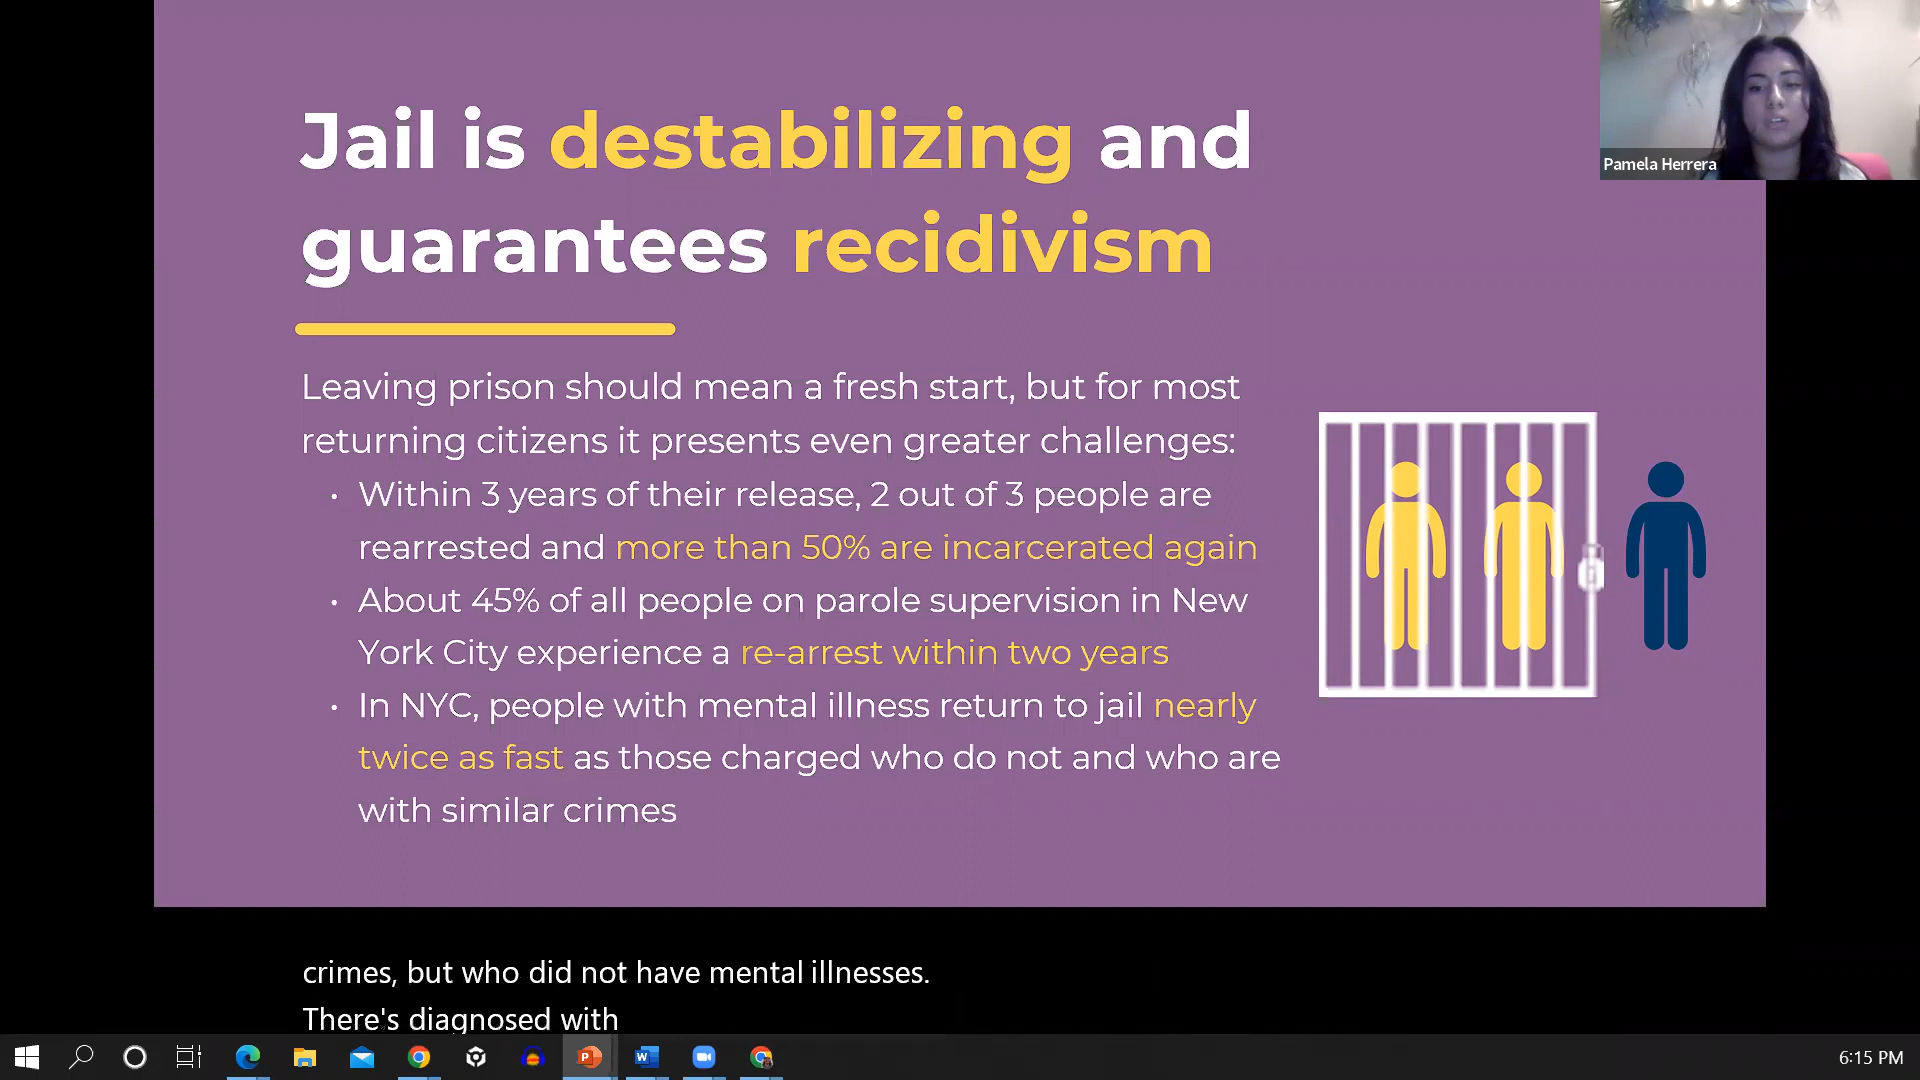 Jail is destabilizing and
guarantees recidivism
Leaving prison should mean a fresh start, but for most
returning citizens it presents even greater challenges:
• Within 3 years of their release, 2 out of 3 people are
rearrested and more than 50% are incarcerated again
• About 45% of all people on parole supervision in New
York City experience a re-arrest within two years
• In NYC, people with mental illness return to jail nearly
twice as fast as those charged who do not and who are
with similar crimes
Pamela Herrera
crimes, but who did not have mental illnesses.
There's diagnosed with
P
W
6:15 PM